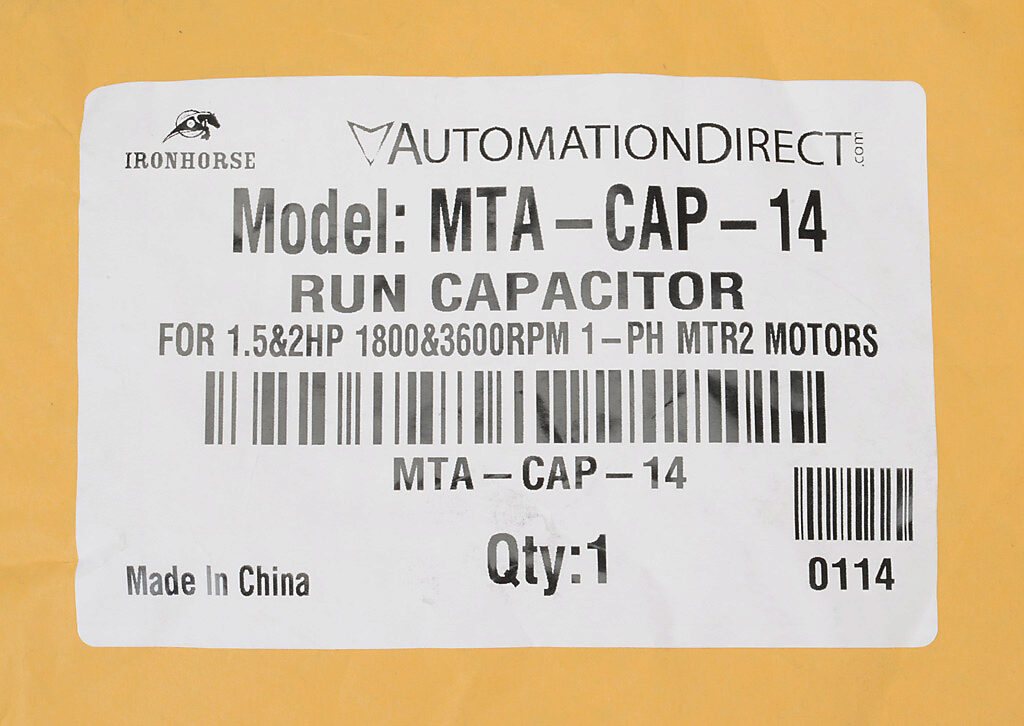 IRONHORSE
AUTOMATIONDIRECT.com
Model: MTA-CAP-14
RUN CAPACITOR
FOR 1.5&2HP 1800&3600RPM 1-PH MTR2 MOTORS
MTA-CAP-14
Qty:1
0114
Made In China